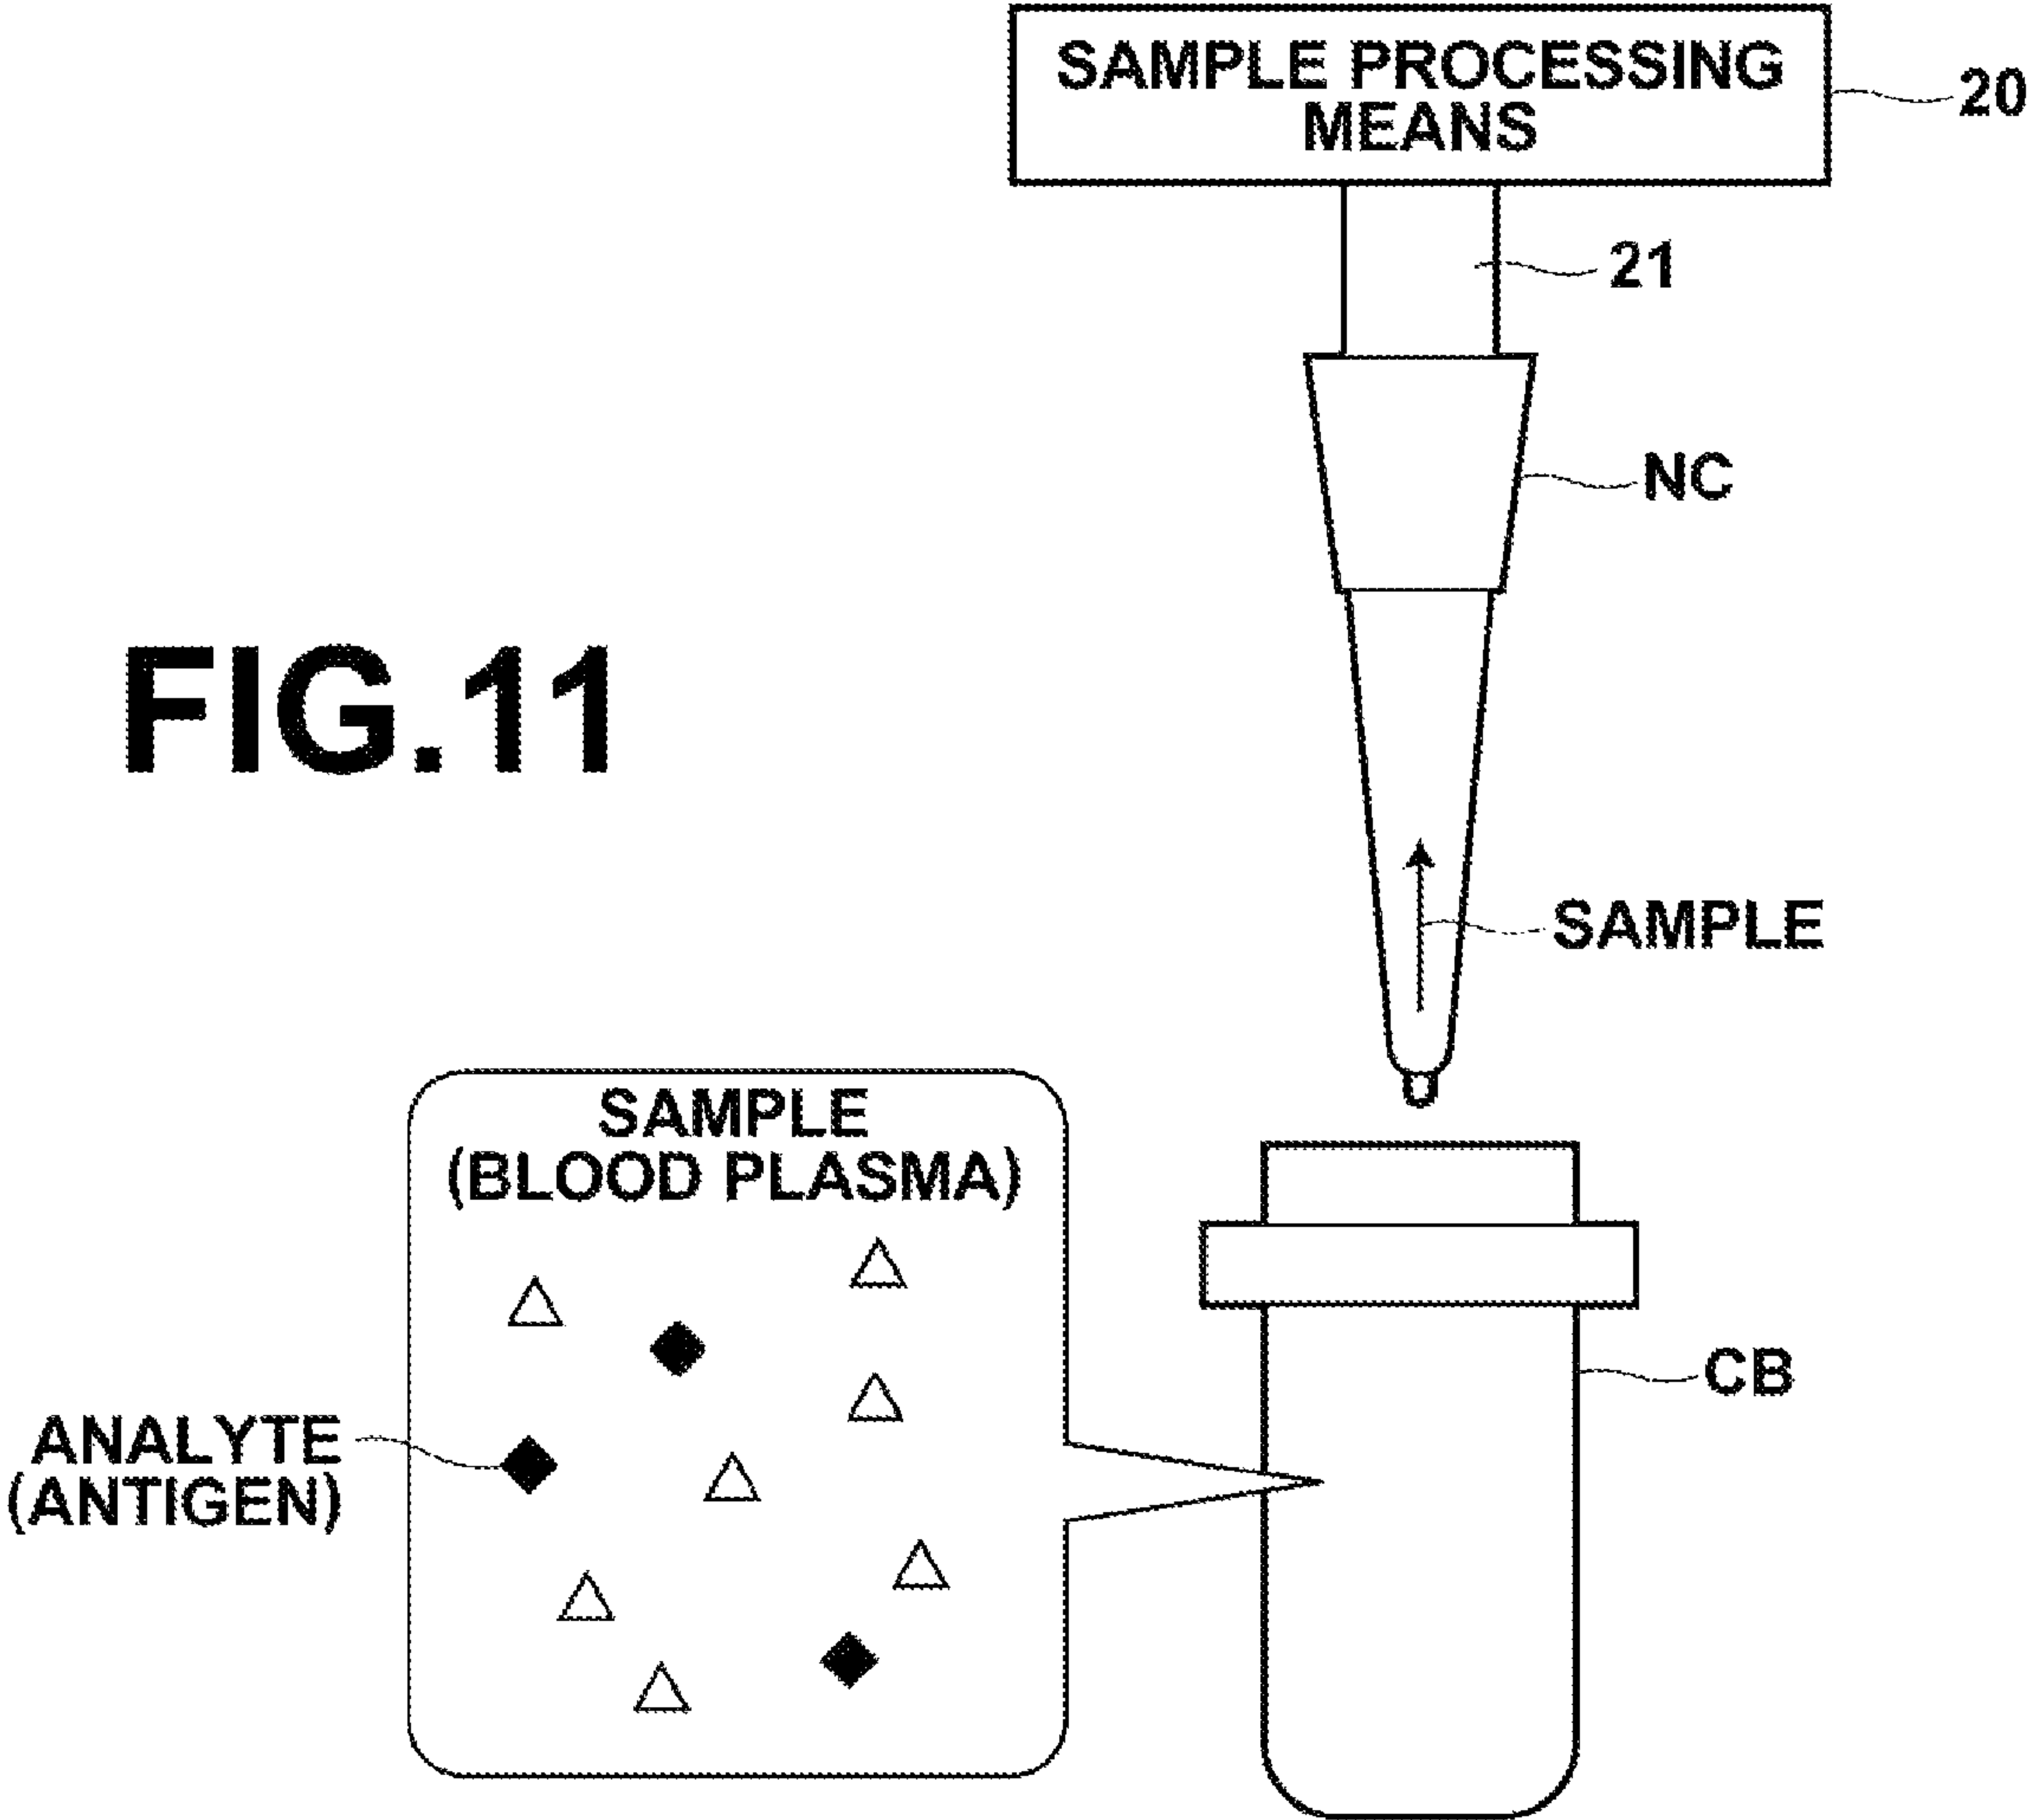 SAMPLE PROCESSING
MEANS
20
21
NC
FIG.11
SAMPLE
SAMPLE
(BLOOD PLASMA)
CB
ANALYTE
(ANTIGEN)